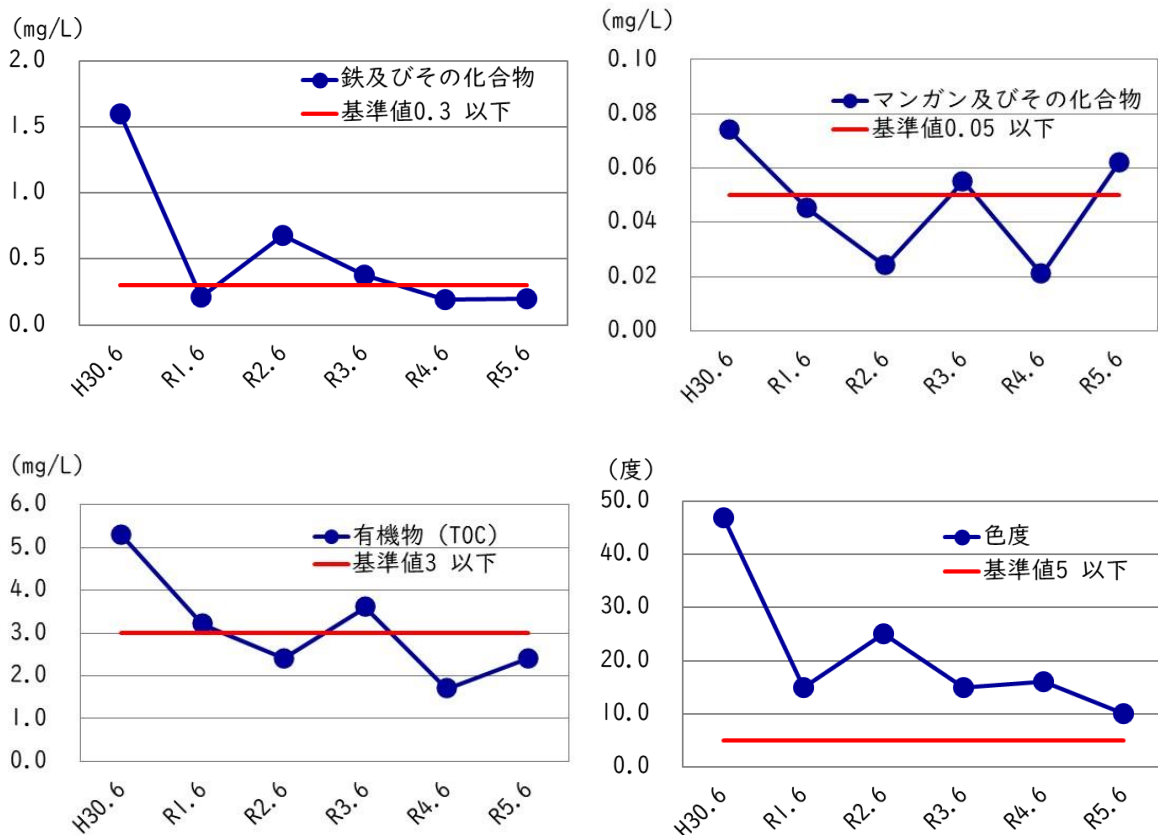 (mg/L)
2.0
1.5
1.0
0.5
0.0
鉄及びその化合物
基準値0.3 以下
H30.6
R1.6
R2.6
R3.6
R4.6
R5.6
(mg/L)
0.10
0.08
0.06
0.04
0.02
0.00
マンガン及びその化合物
基準値0.05 以下
H30.6
R1.6
R2.6
R3.6
R4.6
R5.6
(mg/L)
6.0
5.0
4.0
3.0
2.0
1.0
0.0
有機物 (TOC)
基準値3 以下
H30.6
R1.6
R2.6
R3.6
R4.6
R5.6
(度)
50.0
40.0
30.0
20.0
10.0
0.0
色度
基準値5 以下
H30.6
R1.6
R2.6
R3.6
R4.6
R5.6